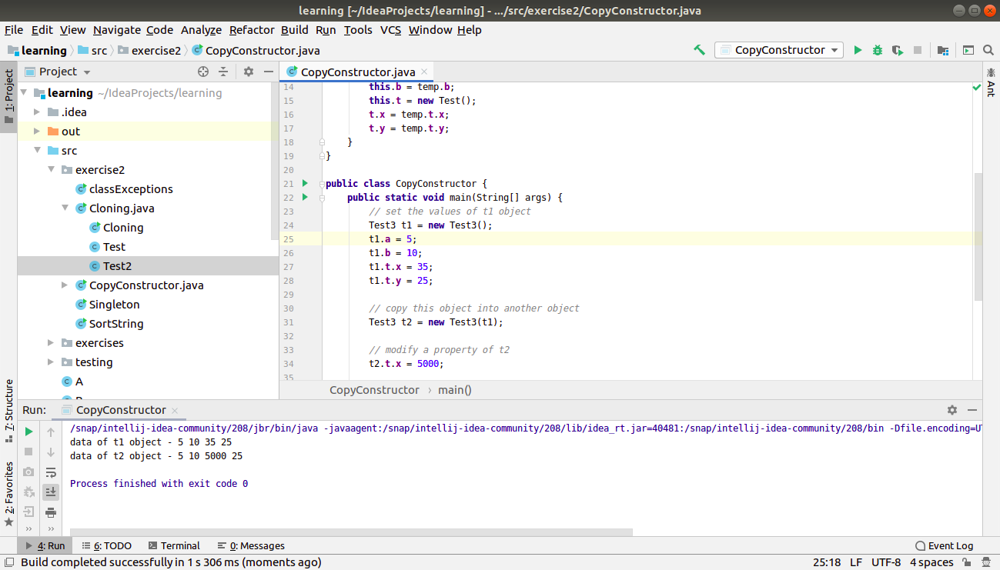 learning [~/IdeaProjects/learning] - .../src/exercise2/CopyConstructor.java
File Edit View Navigate Code Analyze Refactor Build Run Tools VCS Window Help
learning src exercise2 CopyConstructor.java CopyConstructor
1: Project
Project
learning ~/IdeaProjects/learning
.idea
out
src
exercise2
classExceptions
Cloning.java
Cloning
Test
Test2
CopyConstructor.java
Singleton
SortString
exercises
testing
A
CopyConstructor.java
14 this.b = temp.b;
15 this.t = new Test();
16 t.x = temp.t.x;
17 t.y = temp.t.y;
18 }
19 }
20
21 public class CopyConstructor {
22 public static void main(String[] args) {
23 // set the values of t1 object
24 Test3 t1 = new Test3();
25 t1.a = 5;
26 t1.b = 10;
27 t1.t.x = 35;
28 t1.t.y = 25;
29
30 // copy this object into another object
31 Test3 t2 = new Test3(t1);
32
33 // modify a property of t2
34 t2.t.x = 5000;
35
CopyConstructor › main()
Ant
7: Structure
2: Favorites
Run: CopyConstructor
/snap/intellij-idea-community/208/jbr/bin/java -javaagent:/snap/intellij-idea-community/208/lib/idea_rt.jar=40481:/snap/intellij-idea-community/208/bin -Dfile.encoding=UT
data of t1 object - 5 10 35 25
data of t2 object - 5 10 5000 25
Process finished with exit code 0
4: Run 6: TODO Terminal 0: Messages Event Log
Build completed successfully in 1 s 306 ms (moments ago) 25:18 LF UTF-8 4 spaces